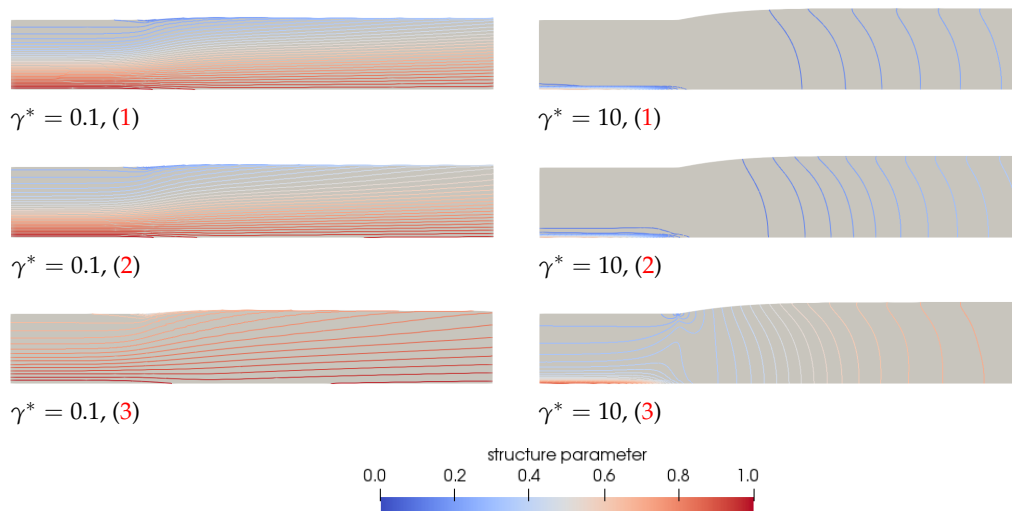 γ* = 0.1, (1)
γ* = 10, (1)
γ* = 0.1, (2)
γ* = 10, (2)
γ* = 0.1, (3)
γ* = 10, (3)
structure parameter
0.0 0.2 0.4 0.6 0.8 1.0